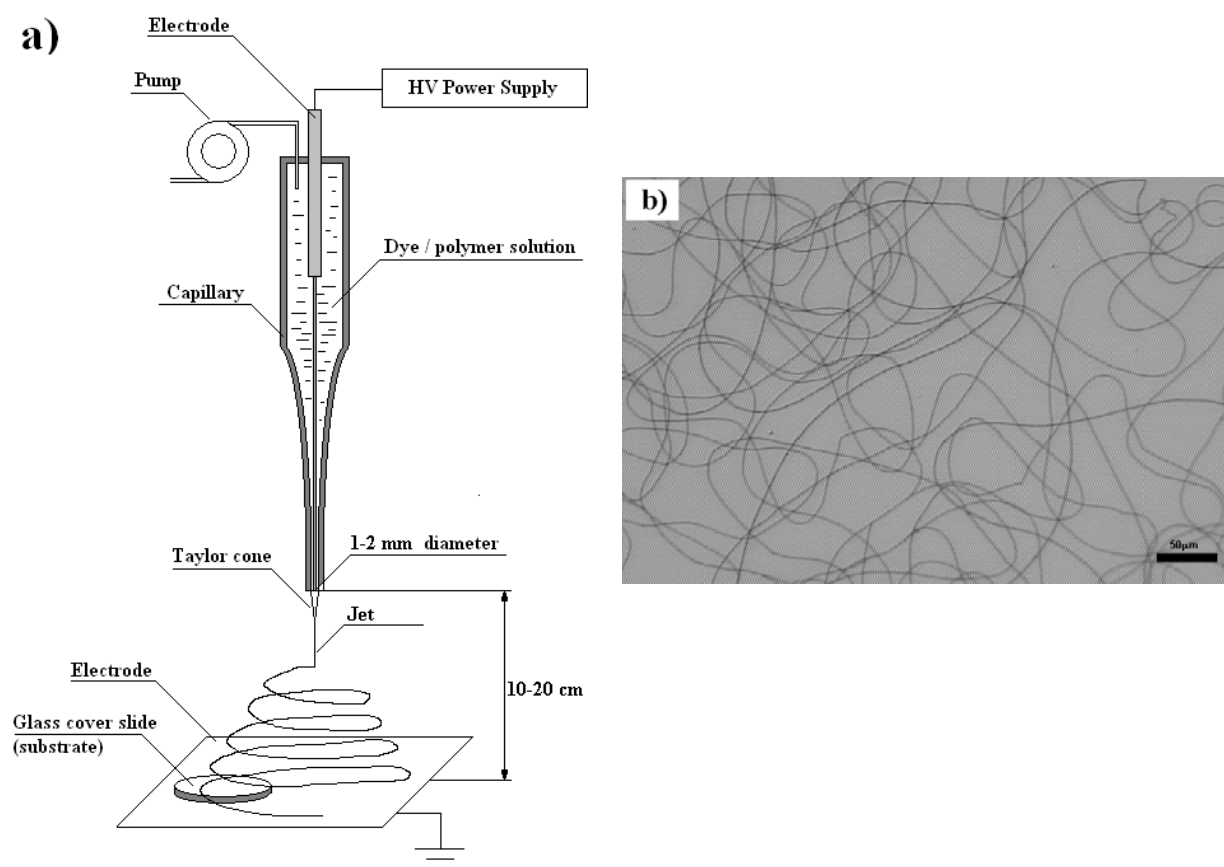 a)
Electrode
Pump
HV Power Supply
Dye / polymer solution
Capillary
1-2 mm diameter
Taylor cone
Jet
Electrode
10-20 cm
Glass cover slide
(substrate)
b)
50µm